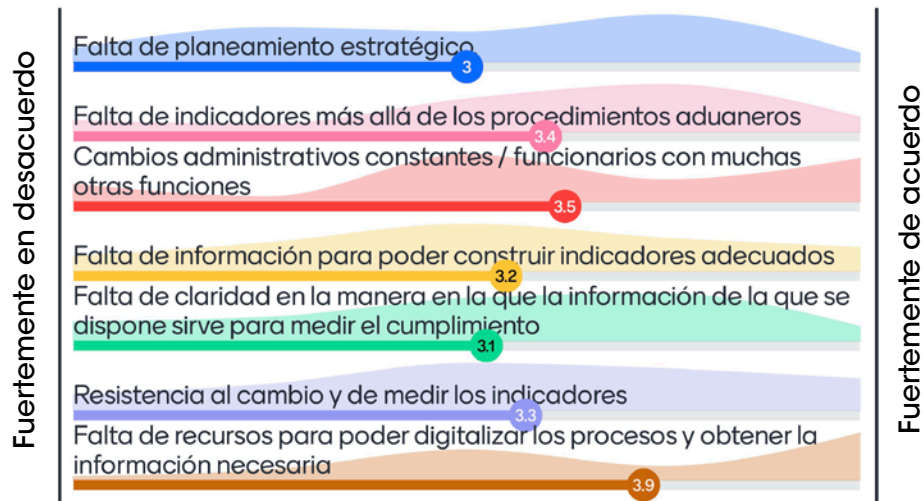 Fuertemente en desacuerdo
Falta de planeamiento estratégico
3
Falta de indicadores más allá de los procedimientos aduaneros
3.4
Cambios administrativos constantes / funcionarios con muchas
otras funciones
3.5
Falta de información para poder construir indicadores adecuados
3.2
Falta de claridad en la manera en la que la información de la que se
dispone sirve para medir el cumplimiento
3.1
Resistencia al cambio y de medir los indicadores
3.3
Falta de recursos para poder digitalizar los procesos y obtener la
información necesaria
3.9
Fuertemente de acuerdo